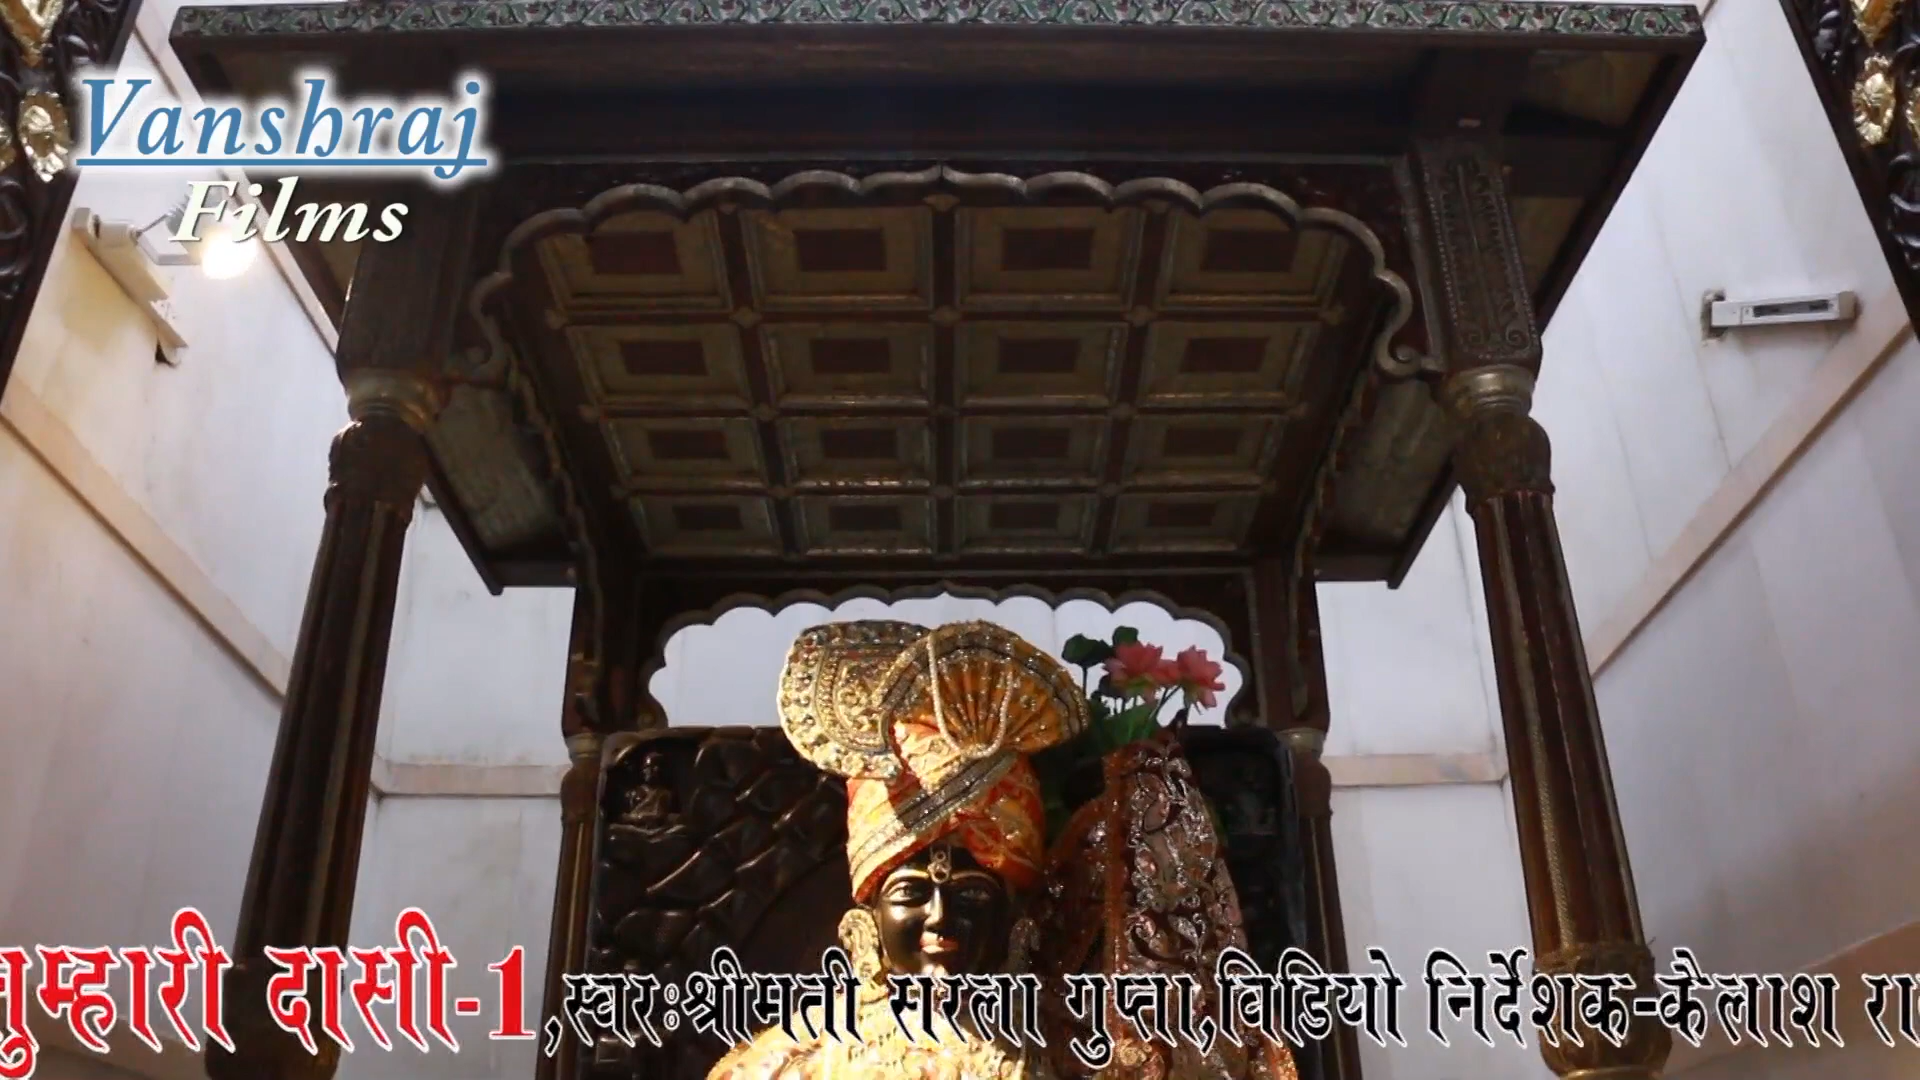 Vanshraj
Films
तुम्हारी दासी-1,स्वरःश्रीमती सरला गुप्ता,विडियो निर्देशक-कैलाश रा